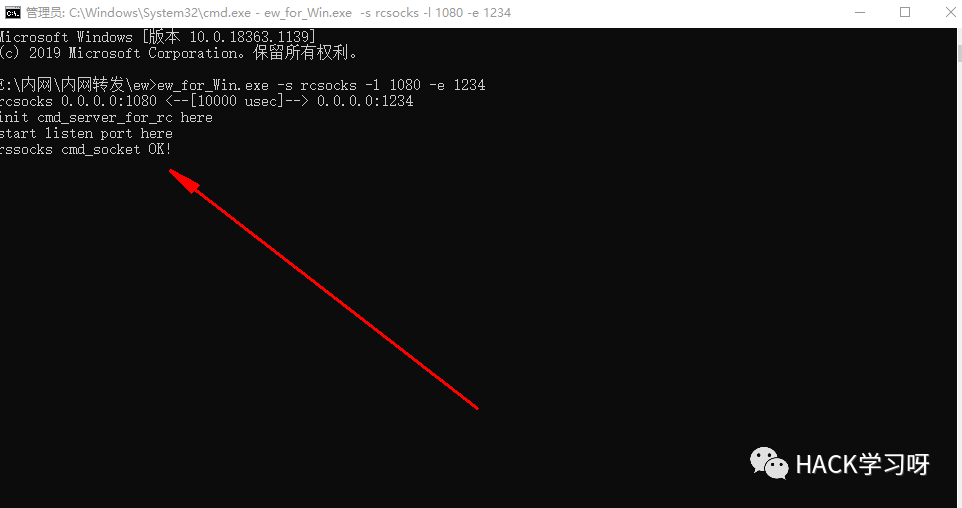 管理员: C:\Windows\System32\cmd.exe - ew_for_Win.exe  -s rcsocks -l 1080 -e 1234
Microsoft Windows [版本 10.0.18363.1139]
(c) 2019 Microsoft Corporation。保留所有权利。
E:\内网\内网转发\ew>ew_for_Win.exe -s rcsocks -l 1080 -e 1234
rcsocks 0.0.0.0:1080 <--[10000 usec]--> 0.0.0.0:1234
init cmd_server_for_rc here
start listen port here
rssocks cmd_socket OK!
HACK学习呀